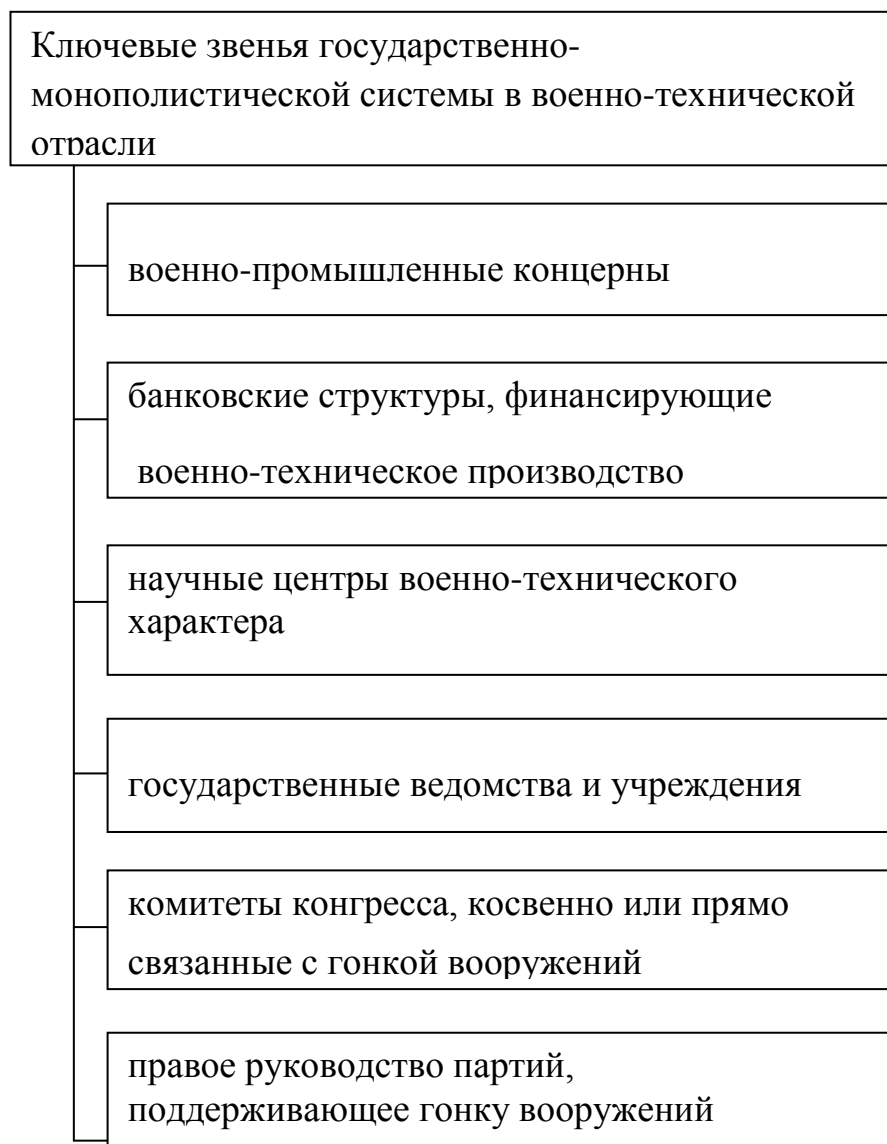 Ключевые звенья государственно-
монополистической системы в военно-технической
отрасли
военно-промышленные концерны
банковские структуры, финансирующие
военно-техническое производство
научные центры военно-технического
характера
государственные ведомства и учреждения
комитеты конгресса, косвенно или прямо
связанные с гонкой вооружений
правое руководство партий,
поддерживающее гонку вооружений